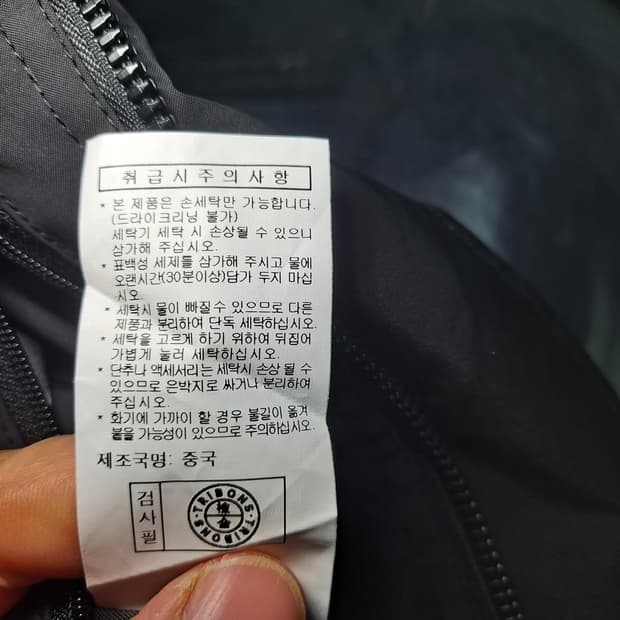 취급시주의사항
* 본 제품은 손세탁만 가능합니다.
(드라이크리닝 불가)
세탁기 세탁 시 손상될 수 있으니
삼가해 주십시오.
* 표백성 세제를 삼가해 주시고 물에
오랜시간(30분이상)담가 두지 마십
시오.
* 세탁시 물이 빠질수 있으므로 다른
제품과 분리하여 단독 세탁하십시오.
* 세탁을 고르게 하기 위하여 뒤집어
가볍게 눌러 세탁하십시오.
* 단추나 액세서리는 세탁시 손상 될 수
있으므로 은박지로 싸거나 분리하여
주십시오.
* 화기에 가까이 할 경우 불길이 옮겨
붙을 가능성이 있으므로 주의하십시오.
제조국명: 중국
검사필
TRIBONS · TRIBONS ·